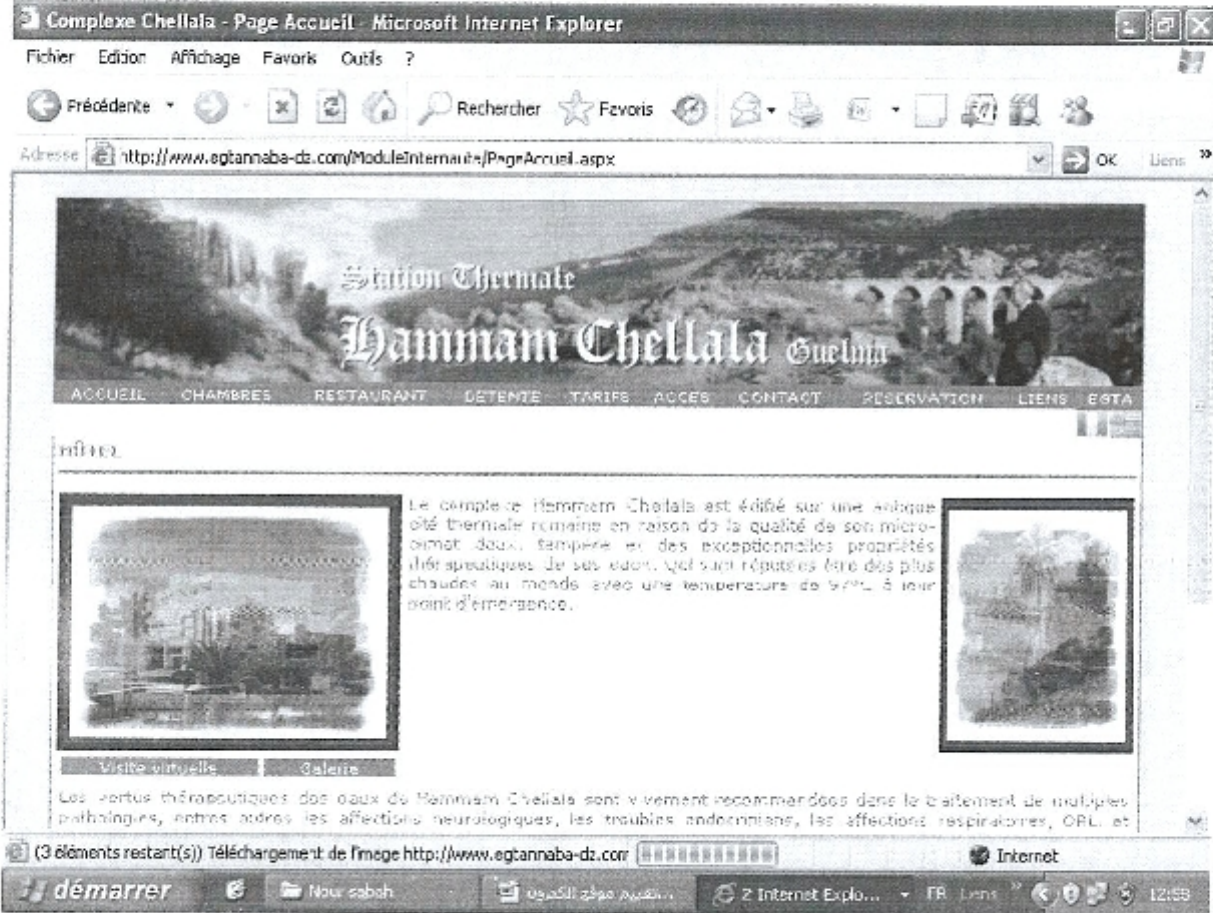 Complexe Chellala - Page Accueil - Microsoft Internet Explorer
Fichier Edition Affichage Favoris Outils ?
Précédente Rechercher Favoris
Adresse http://www.egtannaba-dz.com/ModuleInternaute/PageAccueil.aspx OK Liens
Station Thermale
Hammam Chellala Guelma
ACCUEIL CHAMBRES RESTAURANT DETENTE TARIFS ACCES CONTACT RESERVATION LIENS EGTA
HÔTEL
Le complexe Hammam Chellala est édifié sur une antique
cité thermale romaine en raison de la qualité de son micro-
climat doux, tempéré et des exceptionnelles propriétés
thérapeutiques de ses eaux, qui sont réputées être des plus
chaudes au monde avec une température de 97°C à leur
point d'émergence.
Visite virtuelle Galerie
Les vertus thérapeutiques des eaux de Hammam Chellala sont vivement recommandées dans le traitement de multiples
pathologies, entres autres les affections neurologiques, les troubles endocriniens, les affections respiratoires, ORL, et
(3 éléments restant(s)) Téléchargement de l'image http://www.egtannaba-dz.com Internet
démarrer Nour sabah تقييم موقع الكترون... 2 Internet Explo... FR Liens 12:58